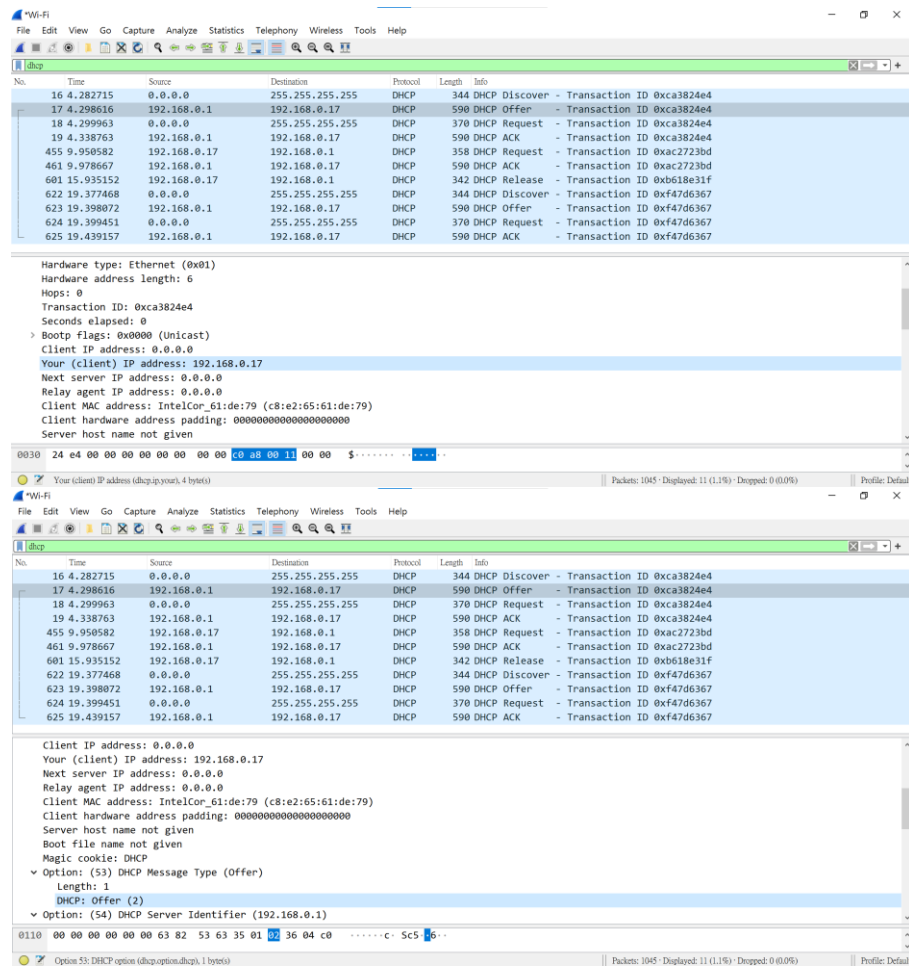 *Wi-Fi
File Edit View Go Capture Analyze Statistics Telephony Wireless Tools Help
dhcp
No. Time Source Destination Protocol Length Info
16 4.282715 0.0.0.0 255.255.255.255 DHCP 344 DHCP Discover - Transaction ID 0xca3824e4
17 4.298616 192.168.0.1 192.168.0.17 DHCP 590 DHCP Offer - Transaction ID 0xca3824e4
18 4.299963 0.0.0.0 255.255.255.255 DHCP 370 DHCP Request - Transaction ID 0xca3824e4
19 4.338763 192.168.0.1 192.168.0.17 DHCP 590 DHCP ACK - Transaction ID 0xca3824e4
455 9.950582 192.168.0.17 192.168.0.1 DHCP 358 DHCP Request - Transaction ID 0xac2723bd
461 9.978667 192.168.0.1 192.168.0.17 DHCP 590 DHCP ACK - Transaction ID 0xac2723bd
601 15.935152 192.168.0.17 192.168.0.1 DHCP 342 DHCP Release - Transaction ID 0xb618e31f
622 19.377468 0.0.0.0 255.255.255.255 DHCP 344 DHCP Discover - Transaction ID 0xf47d6367
623 19.398072 192.168.0.1 192.168.0.17 DHCP 590 DHCP Offer - Transaction ID 0xf47d6367
624 19.399451 0.0.0.0 255.255.255.255 DHCP 370 DHCP Request - Transaction ID 0xf47d6367
625 19.439157 192.168.0.1 192.168.0.17 DHCP 590 DHCP ACK - Transaction ID 0xf47d6367
Hardware type: Ethernet (0x01)
Hardware address length: 6
Hops: 0
Transaction ID: 0xca3824e4
Seconds elapsed: 0
> Bootp flags: 0x0000 (Unicast)
Client IP address: 0.0.0.0
Your (client) IP address: 192.168.0.17
Next server IP address: 0.0.0.0
Relay agent IP address: 0.0.0.0
Client MAC address: IntelCor_61:de:79 (c8:e2:65:61:de:79)
Client hardware address padding: 00000000000000000000
Server host name not given
0030 24 e4 00 00 00 00 00 00 00 00 c0 a8 00 11 00 00 $······· ········
Your (client) IP address (dhcp.ip.your), 4 byte(s) Packets: 1045 · Displayed: 11 (1.1%) · Dropped: 0 (0.0%) Profile: Defaul
*Wi-Fi
File Edit View Go Capture Analyze Statistics Telephony Wireless Tools Help
dhcp
No. Time Source Destination Protocol Length Info
16 4.282715 0.0.0.0 255.255.255.255 DHCP 344 DHCP Discover - Transaction ID 0xca3824e4
17 4.298616 192.168.0.1 192.168.0.17 DHCP 590 DHCP Offer - Transaction ID 0xca3824e4
18 4.299963 0.0.0.0 255.255.255.255 DHCP 370 DHCP Request - Transaction ID 0xca3824e4
19 4.338763 192.168.0.1 192.168.0.17 DHCP 590 DHCP ACK - Transaction ID 0xca3824e4
455 9.950582 192.168.0.17 192.168.0.1 DHCP 358 DHCP Request - Transaction ID 0xac2723bd
461 9.978667 192.168.0.1 192.168.0.17 DHCP 590 DHCP ACK - Transaction ID 0xac2723bd
601 15.935152 192.168.0.17 192.168.0.1 DHCP 342 DHCP Release - Transaction ID 0xb618e31f
622 19.377468 0.0.0.0 255.255.255.255 DHCP 344 DHCP Discover - Transaction ID 0xf47d6367
623 19.398072 192.168.0.1 192.168.0.17 DHCP 590 DHCP Offer - Transaction ID 0xf47d6367
624 19.399451 0.0.0.0 255.255.255.255 DHCP 370 DHCP Request - Transaction ID 0xf47d6367
625 19.439157 192.168.0.1 192.168.0.17 DHCP 590 DHCP ACK - Transaction ID 0xf47d6367
Client IP address: 0.0.0.0
Your (client) IP address: 192.168.0.17
Next server IP address: 0.0.0.0
Relay agent IP address: 0.0.0.0
Client MAC address: IntelCor_61:de:79 (c8:e2:65:61:de:79)
Client hardware address padding: 00000000000000000000
Server host name not given
Boot file name not given
Magic cookie: DHCP
Option: (53) DHCP Message Type (Offer)
Length: 1
DHCP: Offer (2)
Option: (54) DHCP Server Identifier (192.168.0.1)
0110 00 00 00 00 00 00 63 82 53 63 35 01 02 36 04 c0 ······c· Sc5··6··
Option 53: DHCP option (dhcp.option.dhcp), 1 byte(s) Packets: 1045 · Displayed: 11 (1.1%) · Dropped: 0 (0.0%) Profile: Defaul